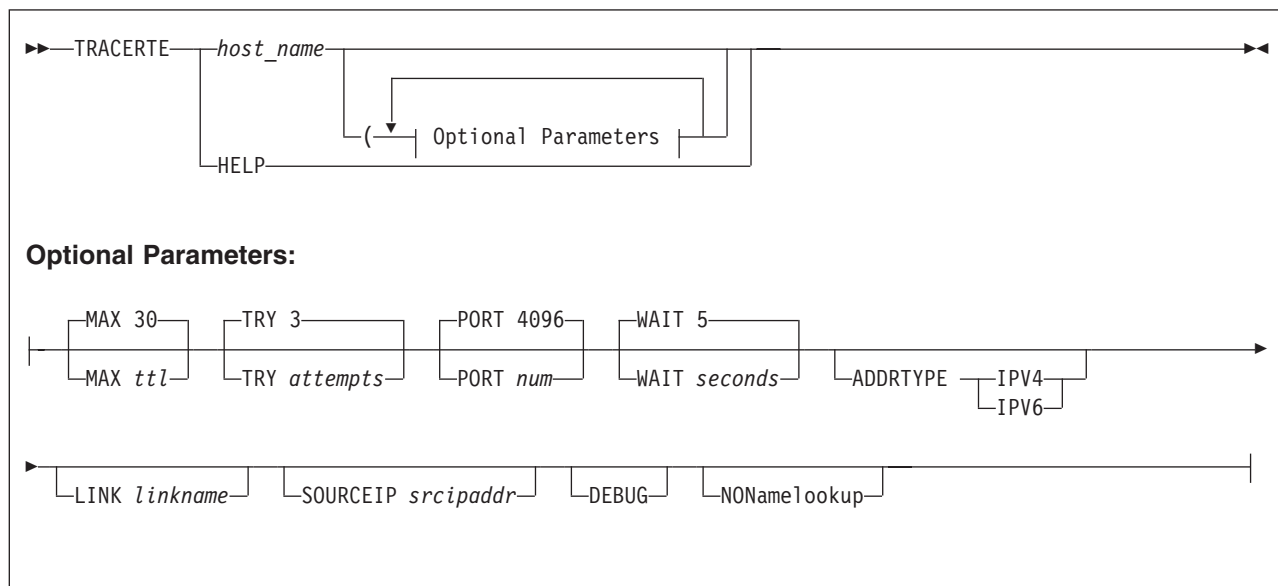 TRACERTE host_name
( Optional Parameters
HELP
Optional Parameters:
MAX 30 TRY 3 PORT 4096 WAIT 5
MAX ttl TRY attempts PORT num WAIT seconds ADDRTYPE IPV4
IPV6
LINK linkname SOURCEIP srcipaddr DEBUG NONamelookup